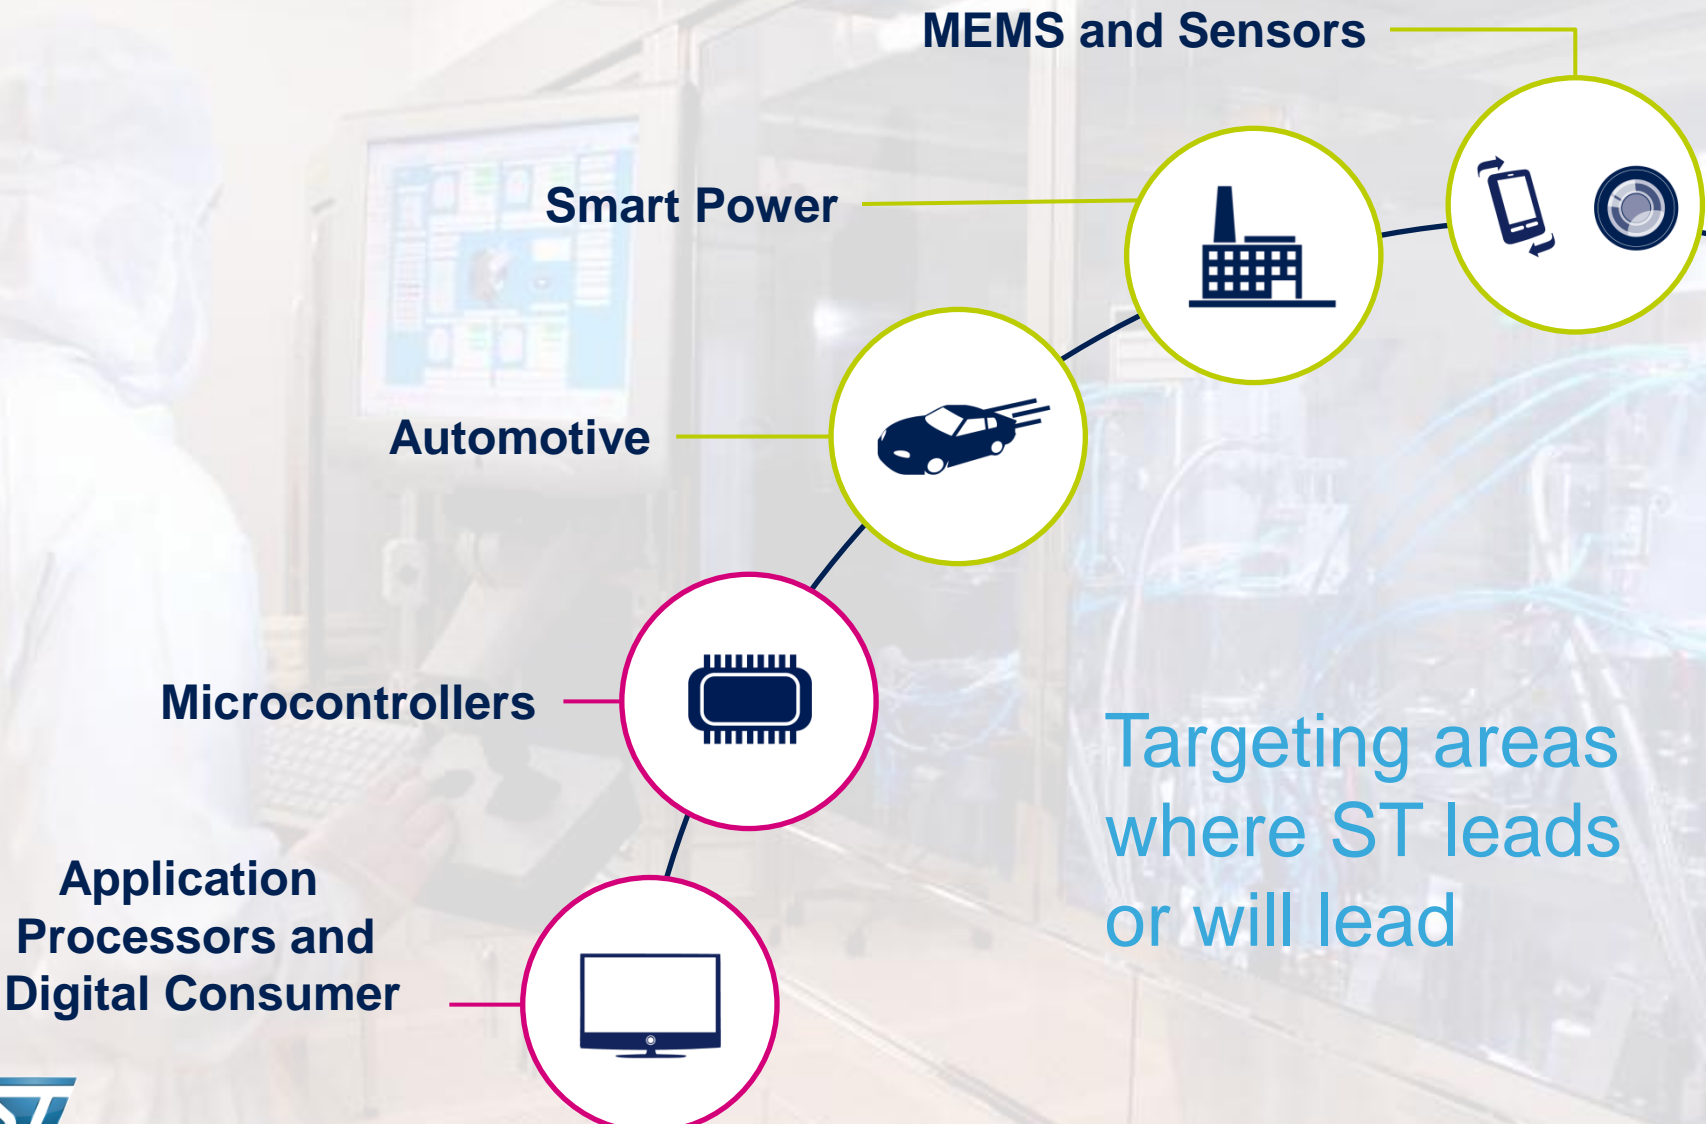 MEMS and Sensors
Smart Power
Automotive
Microcontrollers
Application
Processors and
Digital Consumer
Targeting areas
where ST leads
or will lead